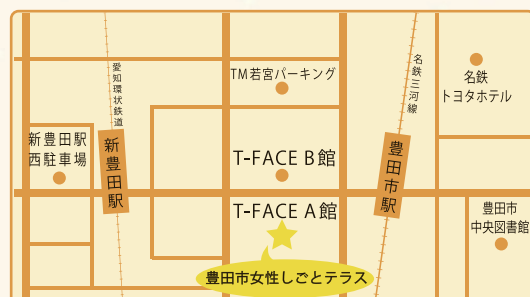 愛知環状鉄道
TM若宮パーキング
名鉄三河線
名鉄
トヨタホテル
新豊田駅
西駐車場
新豊田駅
T-FACE B館
豊田市駅
T-FACE A館
豊田市
中央図書館
豊田市女性しごとテラス